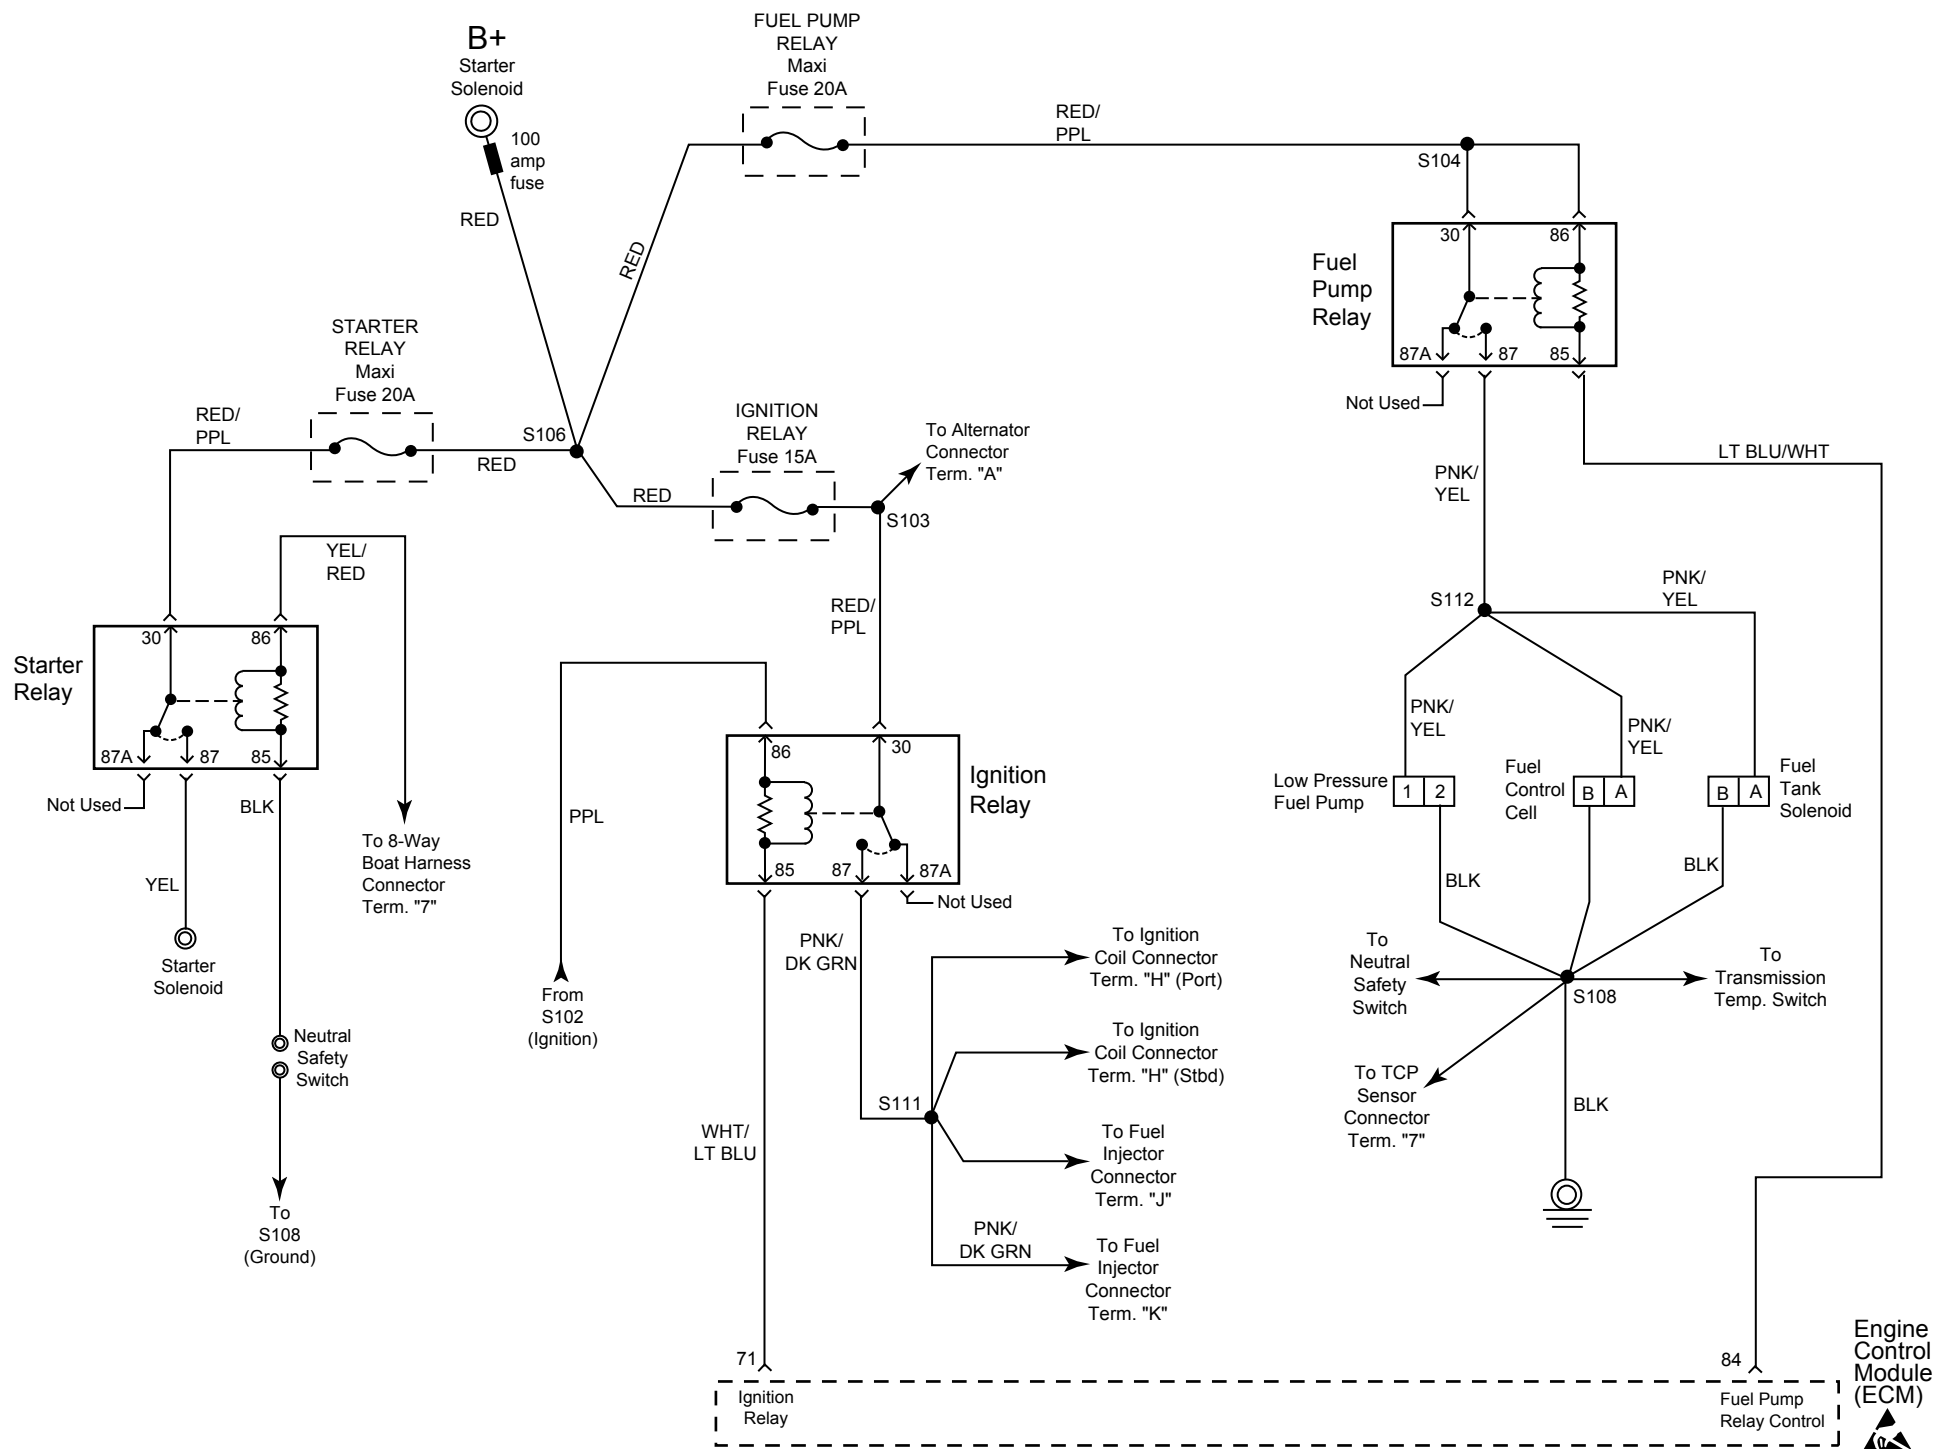 B+
Starter
Solenoid
100
amp
fuse
RED
FUEL PUMP
RELAY
Maxi
Fuse 20A
RED
RED/
PPL
S104
Fuel
Pump
Relay
30
86
87A
87
85
Not Used
STARTER
RELAY
Maxi
Fuse 20A
RED/
PPL
RED
S106
IGNITION
RELAY
Fuse 15A
RED
To Alternator
Connector
Term. "A"
S103
PNK/
YEL
LT BLU/WHT
YEL/
RED
RED/
PPL
S112
PNK/
YEL
Starter
Relay
30
86
87A
87
85
Not Used
BLK
YEL
Starter
Solenoid
To 8-Way
Boat Harness
Connector
Term. "7"
Neutral
Safety
Switch
To
S108
(Ground)
PPL
From
S102
(Ignition)
Ignition
Relay
86
30
85
87
87A
Not Used
PNK/
DK GRN
WHT/
LT BLU
S111
To Ignition
Coil Connector
Term. "H" (Port)
To Ignition
Coil Connector
Term. "H" (Stbd)
To Fuel
Injector
Connector
Term. "J"
PNK/
DK GRN
To Fuel
Injector
Connector
Term. "K"
PNK/
YEL
PNK/
YEL
Low Pressure
Fuel Pump
1 2
Fuel
Control
Cell
B A
B A
Fuel
Tank
Solenoid
BLK
BLK
To
Neutral
Safety
Switch
To
Transmission
Temp. Switch
S108
To TCP
Sensor
Connector
Term. "7"
BLK
71
84
Ignition
Relay
Fuel Pump
Relay Control
Engine
Control
Module
(ECM)